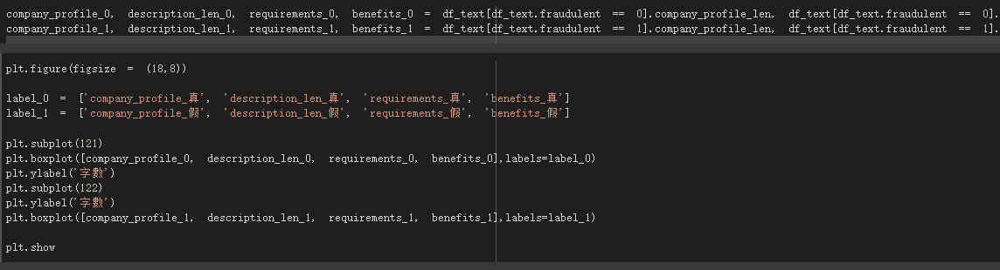 company_profile_0, description_len_0, requirements_0, benefits_0 = df_text[df_text.fraudulent == 0].company_profile_len, df_text[df_text.fraudulent == 0].
company_profile_1, description_len_1, requirements_1, benefits_1 = df_text[df_text.fraudulent == 1].company_profile_len, df_text[df_text.fraudulent == 1].
plt.figure(figsize = (18,8))
label_0 = ['company_profile_真', 'description_len_真', 'requirements_真', 'benefits_真']
label_1 = ['company_profile_假', 'description_len_假', 'requirements_假', 'benefits_假']
plt.subplot(121)
plt.boxplot([company_profile_0, description_len_0, requirements_0, benefits_0],labels=label_0)
plt.ylabel('字數')
plt.subplot(122)
plt.ylabel('字數')
plt.boxplot([company_profile_1, description_len_1, requirements_1, benefits_1],labels=label_1)
plt.show